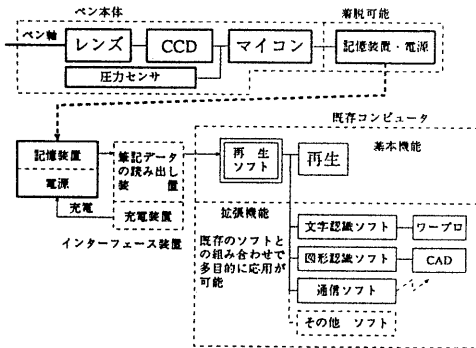 ペン本体
着脱可能
ペン軸
レンズ
CCD
マイコン
記憶装置・電源
圧力センサ
既存コンピュータ
記憶装置
電源
充電
筆記データ
の読み出し
装 置
充電装置
インターフェース装置
再 生
ソフト
再生
基本機能
拡張機能
既存のソフトと
の組み合わせで
多目的に応用が
可能
文字認識ソフト
ワープロ
図形認識ソフト
CAD
通信ソフト
その他 ソフト